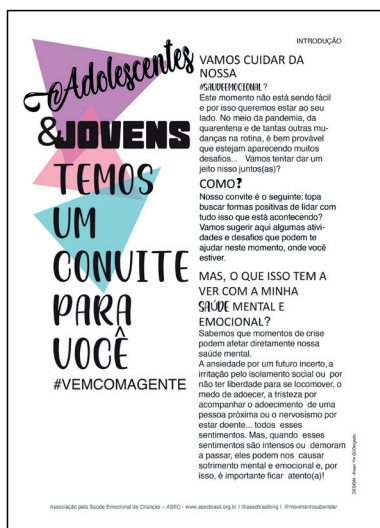 INTRODUÇÃO
Adolescentes
&JOVENS
TEMOS
UM
CONVITE
PARA
VOCÊ
#VEMCOMAGENTE
VAMOS CUIDAR DA
NOSSA
#SAUDEEMOCIONAL?
Este momento não está sendo fácil
e por isso queremos estar ao seu
lado. No meio da pandemia, da
quarentena e de tantas outras mu-
danças na rotina, é bem provável
que estejam aparecendo muitos
desafios... Vamos tentar dar um
jeito nisso juntos(as)?
COMO?
Nosso convite é o seguinte: topa
buscar formas positivas de lidar com
tudo isso que está acontecendo?
Vamos sugerir aqui algumas ativi-
dades e desafios que podem te
ajudar neste momento, onde você
estiver.
MAS, O QUE ISSO TEM A
VER COM A MINHA
SAÚDE MENTAL E
EMOCIONAL?
Sabemos que momentos de crise
podem afetar diretamente nossa
saúde mental.
A ansiedade por um futuro incerto, a
irritação pelo isolamento social ou por
não ter liberdade para se locomover, o
medo de adoecer, a tristeza por
acompanhar o adoecimento de uma
pessoa próxima ou o nervosismo por
estar doente... todos esses
sentimentos. Mas, quando esses
sentimentos são intensos ou demoram
a passar, eles podem nos causar
sofrimento mental e emocional e, por
isso, é importante ficar atento(a)!
Associação pela Saúde Emocional de Crianças – ASEC - www.asecbrasil.org.br I @asecbrasilong I @movimentosaberlidar